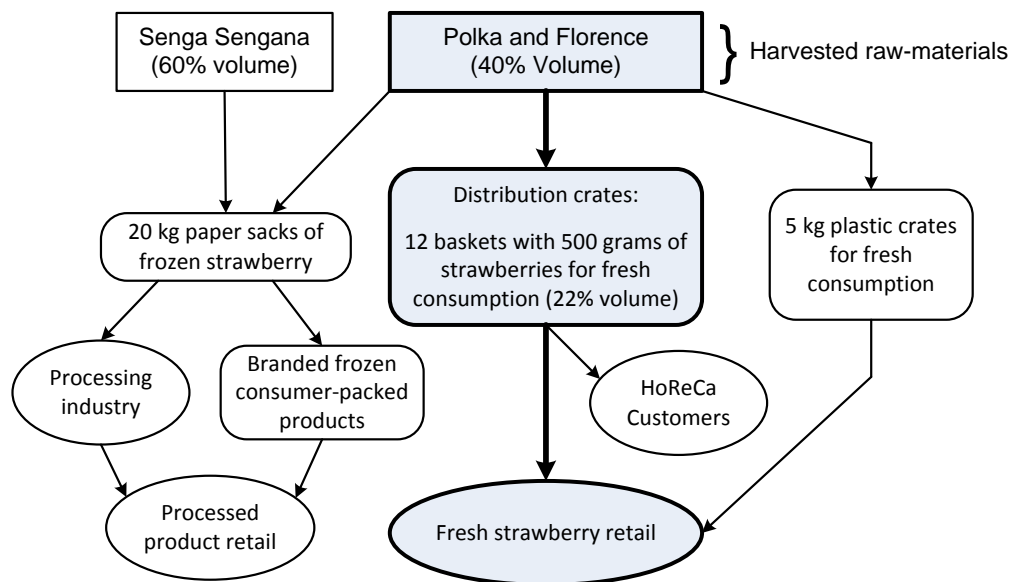 Senga Sengana
(60% volume)
Polka and Florence
(40% Volume)
Harvested raw-materials
20 kg paper sacks of
frozen strawberry
Distribution crates:
12 baskets with 500 grams of
strawberries for fresh
consumption (22% volume)
5 kg plastic crates
for fresh
consumption
Processing
industry
Branded frozen
consumer-packed
products
HoReCa
Customers
Processed
product retail
Fresh strawberry retail